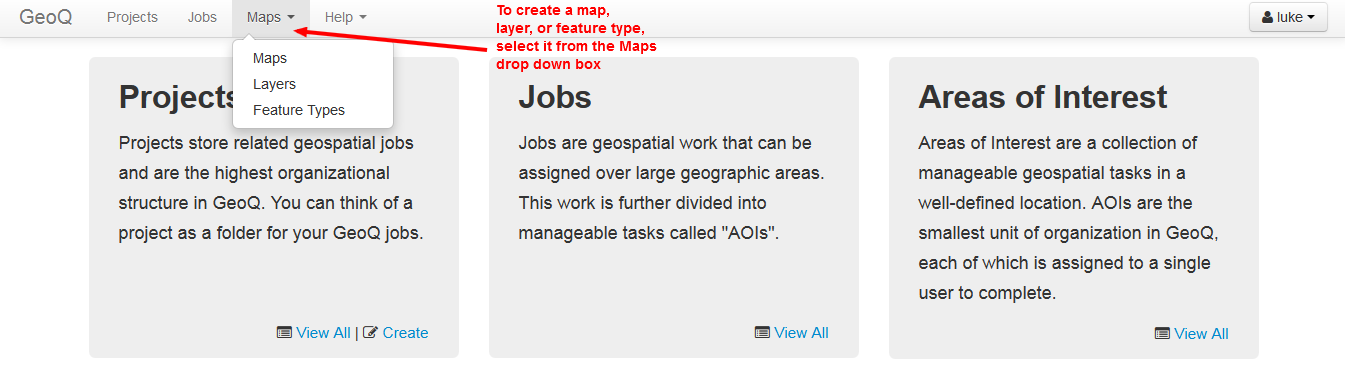 GeoQ Projects Jobs Maps Help luke
To create a map,
layer, or feature type,
select it from the Maps
drop down box
Maps
Layers
Feature Types
Projects
Projects store related geospatial jobs
and are the highest organizational
structure in GeoQ. You can think of a
project as a folder for your GeoQ jobs.
View All | Create
Jobs
Jobs are geospatial work that can be
assigned over large geographic areas.
This work is further divided into
manageable tasks called "AOIs".
View All
Areas of Interest
Areas of Interest are a collection of
manageable geospatial tasks in a
well-defined location. AOIs are the
smallest unit of organization in GeoQ,
each of which is assigned to a single
user to complete.
View All